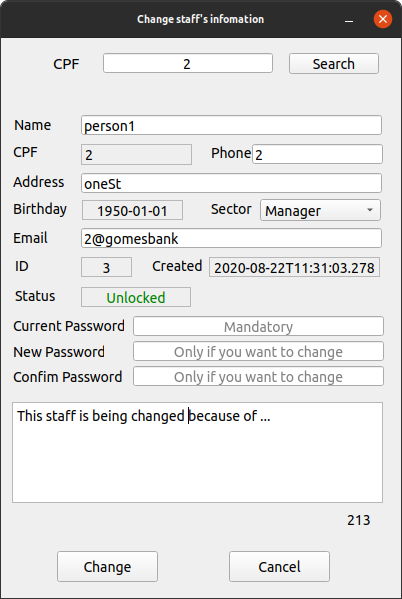 Change staff's infomation
CPF 2 Search
Name person1
CPF 2 Phone 2
Address oneSt
Birthday 1950-01-01 Sector Manager
Email 2@gomesbank
ID 3 Created 2020-08-22T11:31:03.278
Status Unlocked
Current Password Mandatory
New Password Only if you want to change
Confim Password Only if you want to change
This staff is being changed because of ...
213
Change Cancel